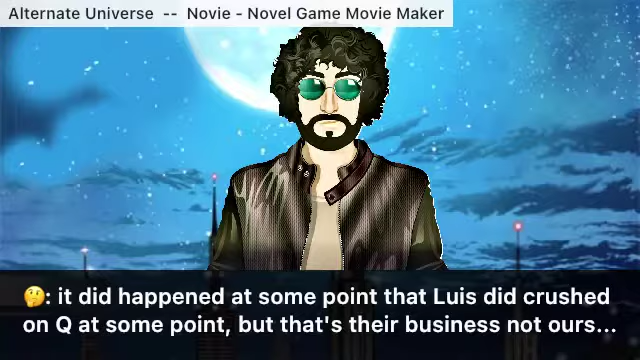 Alternate Universe -- Novie - Novel Game Movie Maker
🤔: it did happened at some point that Luis did crushed
on Q at some point, but that's their business not ours...